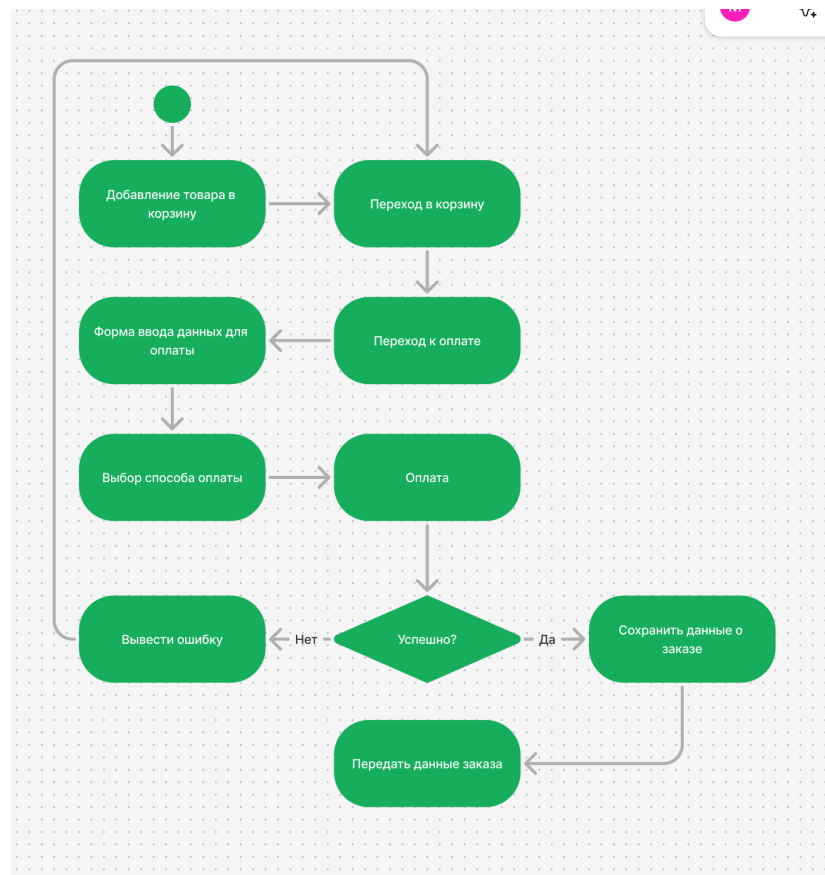 Добавление товара в
корзину
Переход в корзину
Форма ввода данных для
оплаты
Переход к оплате
Выбор способа оплаты
Оплата
Вывести ошибку
Нет
Успешно?
Да
Сохранить данные о
заказе
Передать данные заказа